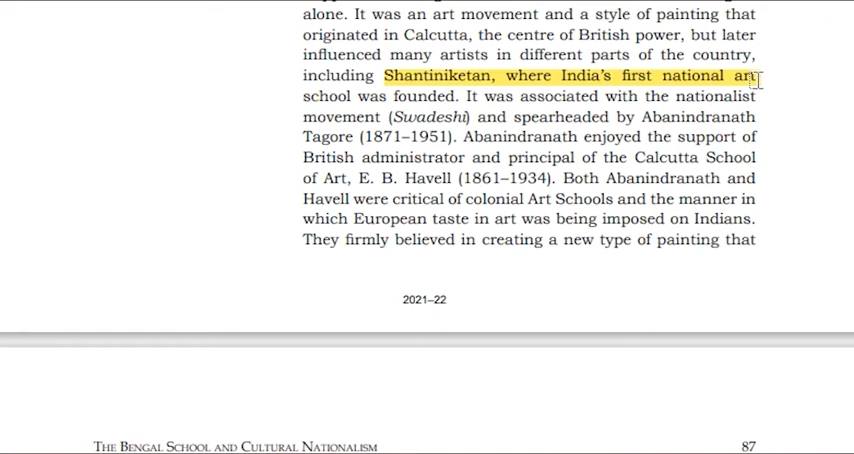 alone. It was an art movement and a style of painting that
originated in Calcutta, the centre of British power, but later
influenced many artists in different parts of the country,
including Shantiniketan, where India’s first national art
school was founded. It was associated with the nationalist
movement (Swadeshi) and spearheaded by Abanindranath
Tagore (1871–1951). Abanindranath enjoyed the support of
British administrator and principal of the Calcutta School
of Art, E. B. Havell (1861–1934). Both Abanindranath and
Havell were critical of colonial Art Schools and the manner in
which European taste in art was being imposed on Indians.
They firmly believed in creating a new type of painting that
2021–22
The Bengal School and Cultural Nationalism 87